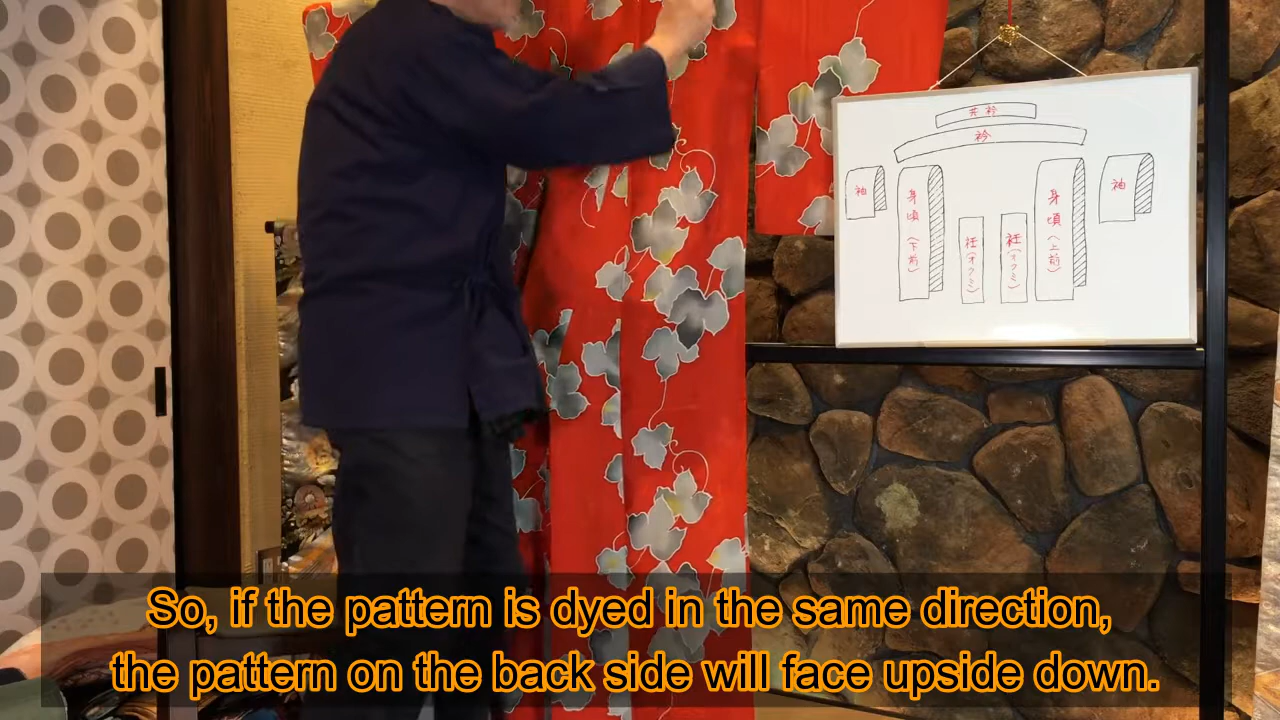 共衿
衿
袖
身頃(下前)
衽(オクミ)
衽(オクミ)
身頃(上前)
袖
So, if the pattern is dyed in the same direction,
the pattern on the back side will face upside down.